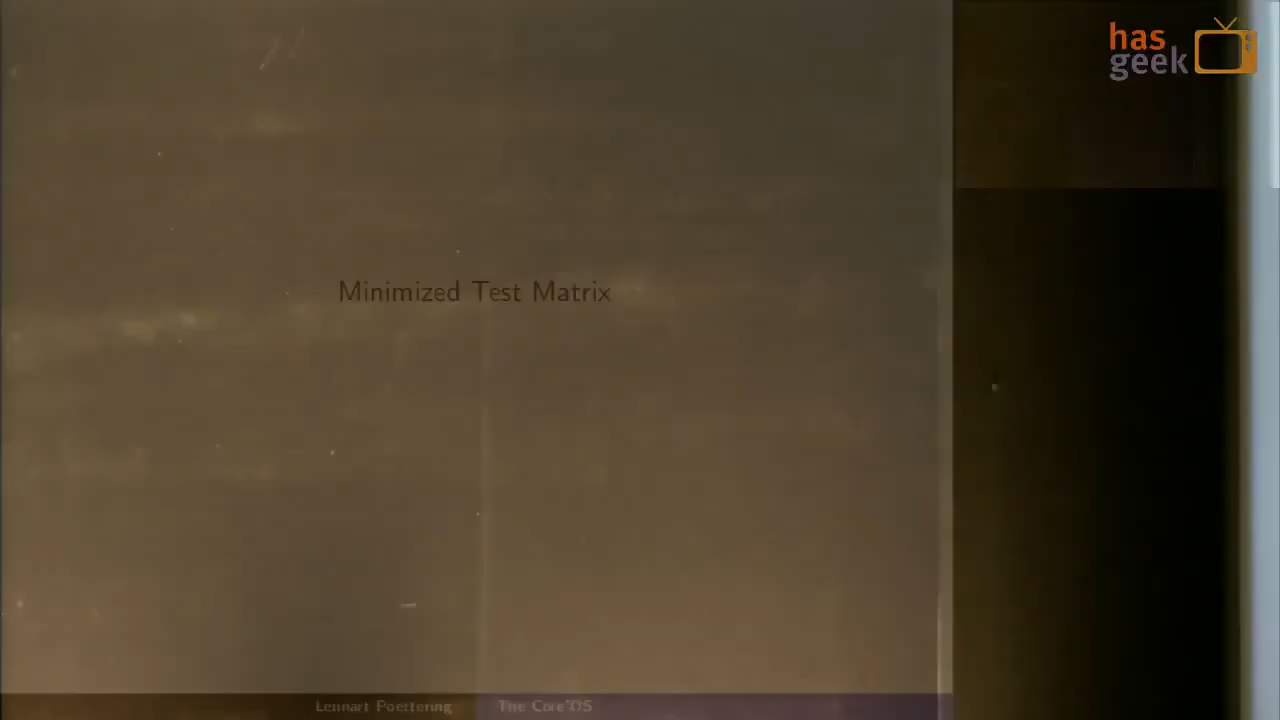 has
geek
Minimized Test Matrix
Lennart Poettering The Core OS